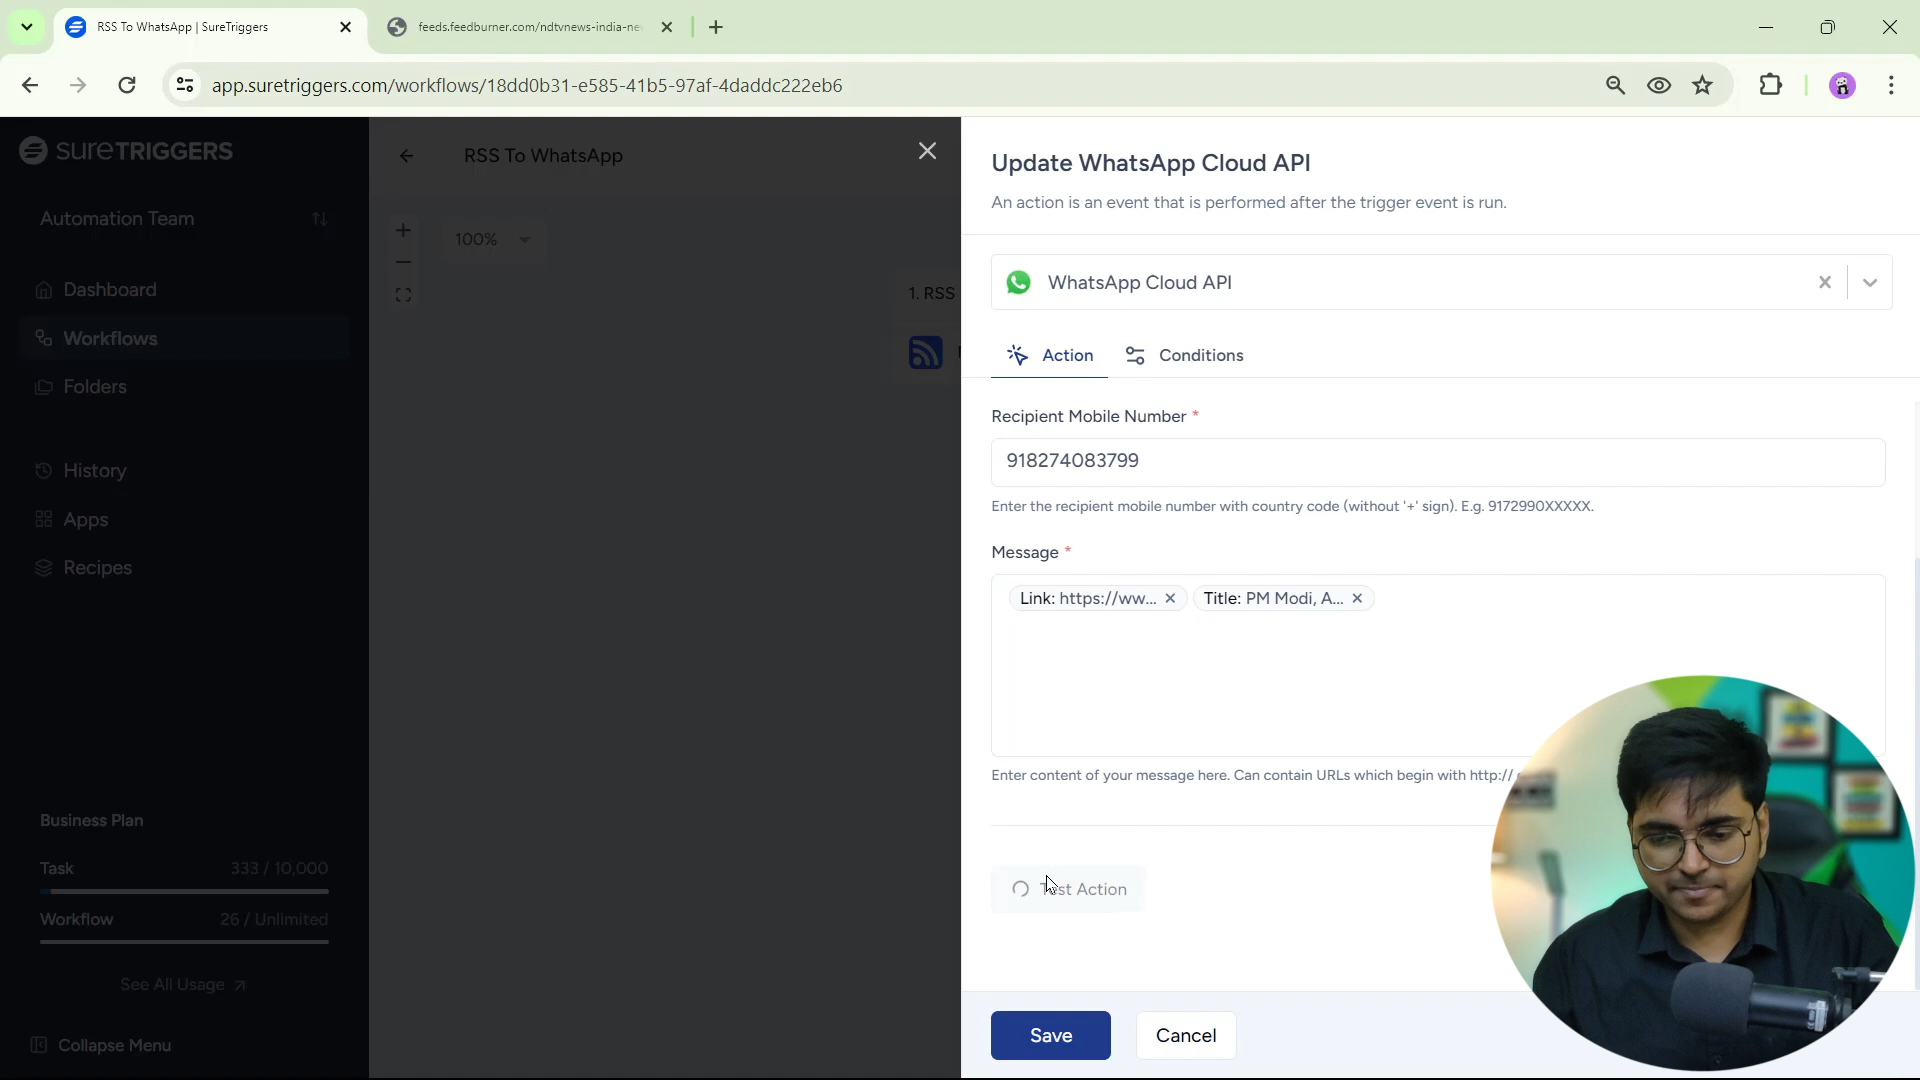 RSS To WhatsApp | SureTriggers
feeds.feedburner.com/ndtvnews-india-ne
app.suretriggers.com/workflows/18dd0b31-e585-41b5-97af-4daddc222eb6
sureTRIGGERS
Automation Team
Dashboard
Workflows
Folders
History
Apps
Recipes
Business Plan
Task 333 / 10,000
Workflow 26 / Unlimited
See All Usage
Collapse Menu
RSS To WhatsApp
100%
1. RSS
Update WhatsApp Cloud API
An action is an event that is performed after the trigger event is run.
WhatsApp Cloud API
Action Conditions
Recipient Mobile Number *
918274083799
Enter the recipient mobile number with country code (without '+' sign). E.g. 9172990XXXXX.
Message *
Link: https://ww... Title: PM Modi, A...
Enter content of your message here. Can contain URLs which begin with http://
Test Action
Save Cancel